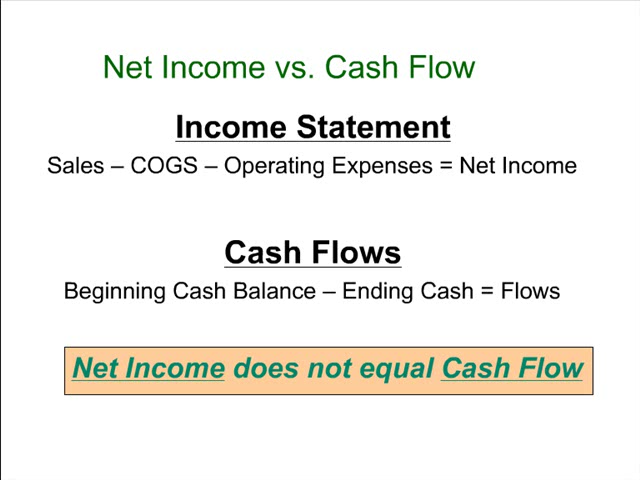 Net Income vs. Cash Flow
Income Statement
Sales – COGS – Operating Expenses = Net Income
Cash Flows
Beginning Cash Balance – Ending Cash = Flows
Net Income does not equal Cash Flow